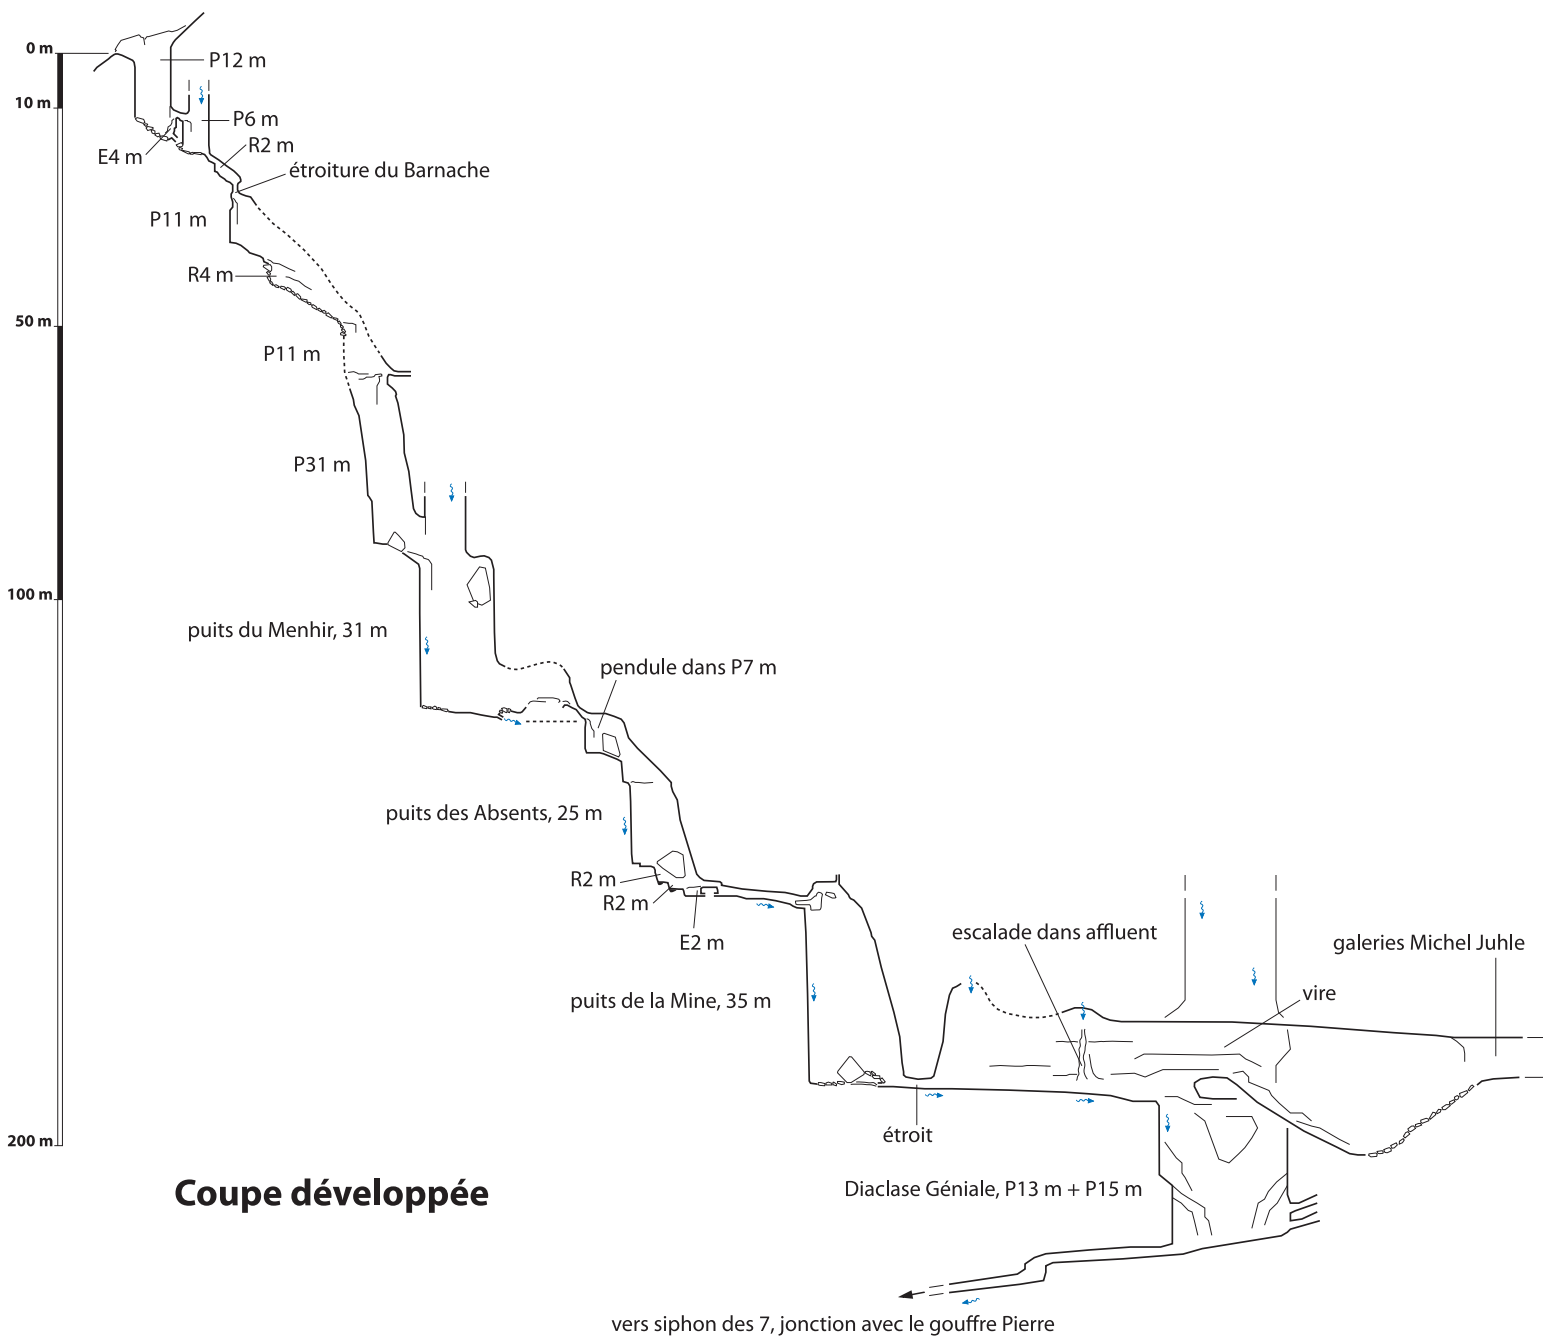 0 m
P12 m
10 m
P6 m
R2 m
E4 m
étroiture du Barnache
P11 m
R4 m
50 m
P11 m
P31 m
100 m
puits du Menhir, 31 m
pendule dans P7 m
puits des Absents, 25 m
R2 m
R2 m
E2 m
escalade dans affluent
galeries Michel Juhle
vire
puits de la Mine, 35 m
étroit
200 m
Coupe développée
Diaclase Géniale, P13 m + P15 m
vers siphon des 7, jonction avec le gouffre Pierre